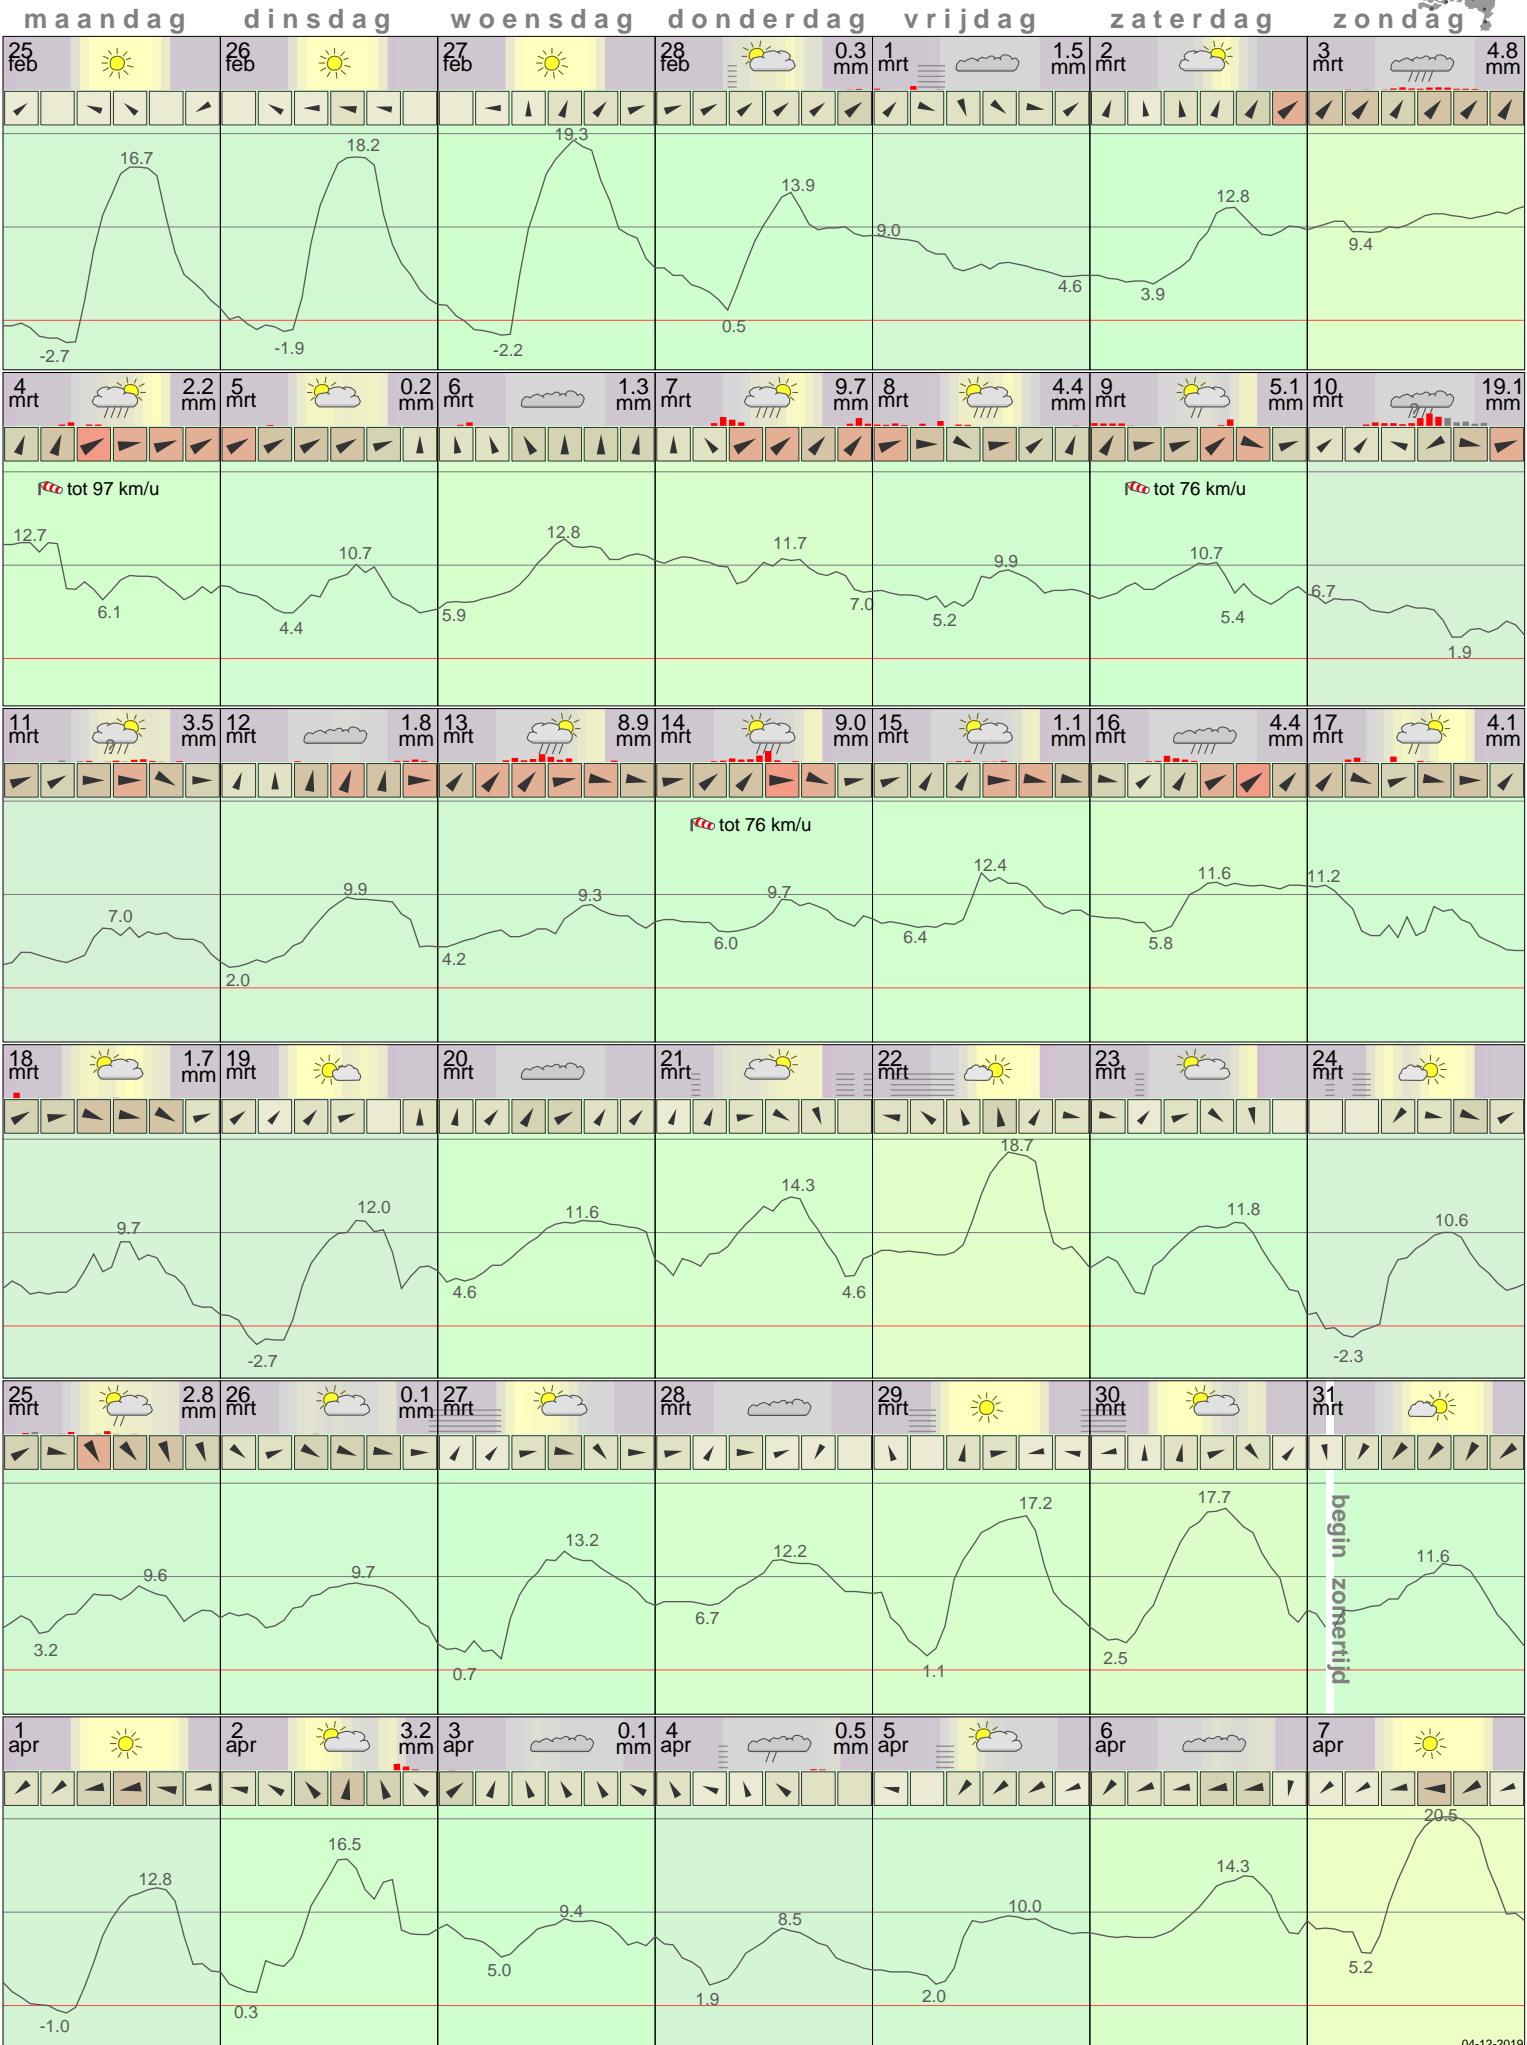 maandag dinsdag woensdag donderdag vrijdag zaterdag zondag
25 feb 26 feb 27 feb 28 feb 0.3 mm 1 mrt 1.5 mm 2 mrt 3 mrt 4.8 mm
16.7 18.2 19.3 13.9 9.0 12.8 9.4
-2.7 -1.9 -2.2 0.5 4.6 3.9
4 mrt 2.2 mm 5 mrt 0.2 mm 6 mrt 1.3 mm 7 mrt 9.7 mm 8 mrt 4.4 mm 9 mrt 5.1 mm 10 mrt 19.1 mm
?
tot 97 km/u tot 76 km/u
12.7 10.7 12.8 11.7 9.9 10.7 6.7
6.1 4.4 5.9 7.0 5.2 5.4 1.9
11 mrt 3.5 mm 12 mrt 1.8 mm 13 mrt 8.9 mm 14 mrt 9.0 mm 15 mrt 1.1 mm 16 mrt 4.4 mm 17 mrt 4.1 mm
?
tot 76 km/u
7.0 9.9 9.3 9.7 12.4 11.6 11.2
2.0 4.2 6.0 6.4 5.8
18 mrt 1.7 mm 19 mrt 20 mrt 21 mrt 22 mrt 23 mrt 24 mrt
9.7 12.0 11.6 14.3 18.7 11.8 10.6
-2.7 4.6 4.6 -2.3
25 mrt 2.8 mm 26 mrt 0.1 mm 27 mrt 28 mrt 29 mrt 30 mrt 31 mrt
begin zomertijd
9.6 9.7 13.2 12.2 17.2 17.7 11.6
3.2 0.7 6.7 1.1 2.5
1 apr 2 apr 3.2 mm 3 apr 0.1 mm 4 apr 0.5 mm 5 apr 6 apr 7 apr
12.8 16.5 9.4 8.5 10.0 14.3 20.5
-1.0 0.3 5.0 1.9 2.0 5.2
04-12-2019